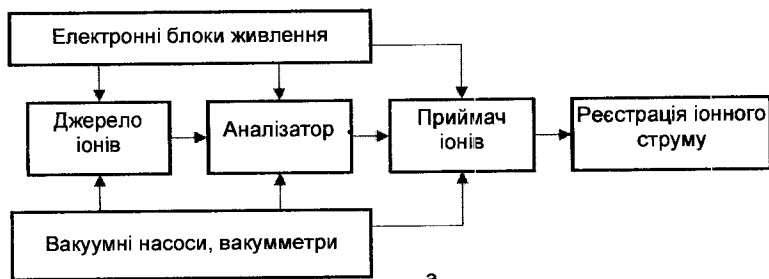 Електронні блоки живлення
Джерело
іонів
Аналізатор
Приймач
іонів
Реєстрація іонного
струму
Вакуумні насоси, вакумметри
а